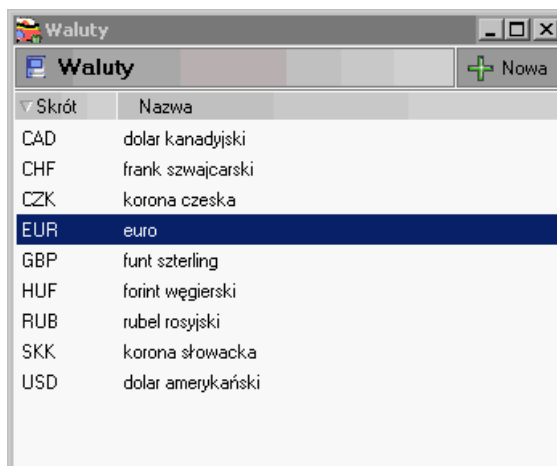 Waluty
Waluty Nowa
Skrót Nazwa
CAD dolar kanadyjski
CHF frank szwajcarski
CZK korona czeska
EUR euro
GBP funt szterling
HUF forint węgierski
RUB rubel rosyjski
SKK korona słowacka
USD dolar amerykański